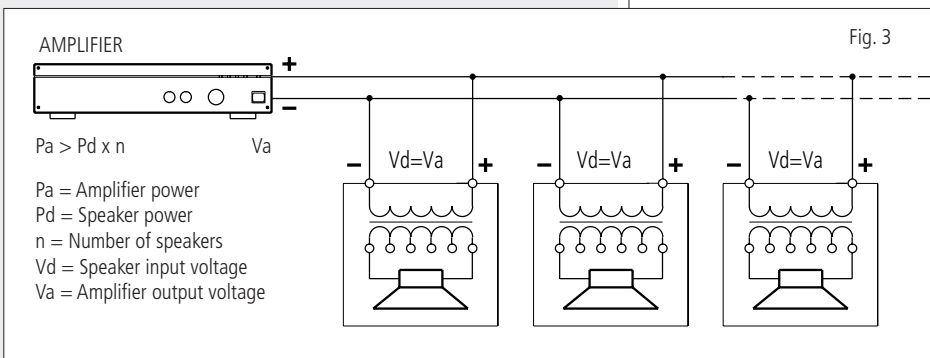 Fig. 3
AMPLIFIER
+
−
Pa > Pd x n Va
− Vd=Va + − Vd=Va + − Vd=Va +
Pa = Amplifier power
Pd = Speaker power
n = Number of speakers
Vd = Speaker input voltage
Va = Amplifier output voltage